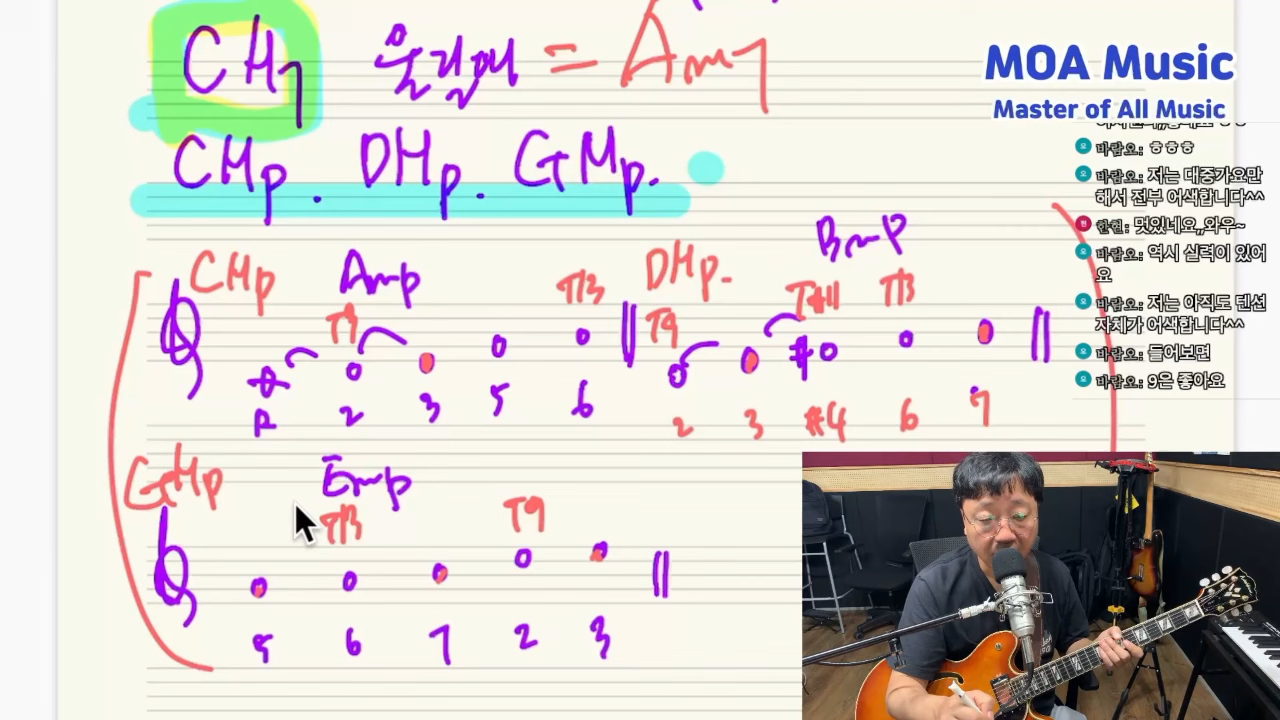 CM7 울릴때 = Am7
MOA Music
Master of All Music
CMp. DMp. GMp.
바람오: ㅎㅎㅎ
바람오: 저는 대중가요만
해서 전부 어색합니다^^
한현: 멋있네요,,와우~
바람오: 역시 실력이 있어
요
바람오: 저는 아직도 텐션
자체가 어색합니다^^
바람오: 들어보면
바람오: 9은 좋아요
CMp Amp DMp. Bmp
T9 T13 T9 T#11 T13
R 2 3 5 6 2 3 #4 6 7
GMp Emp
T13 T9
5 6 7 2 3